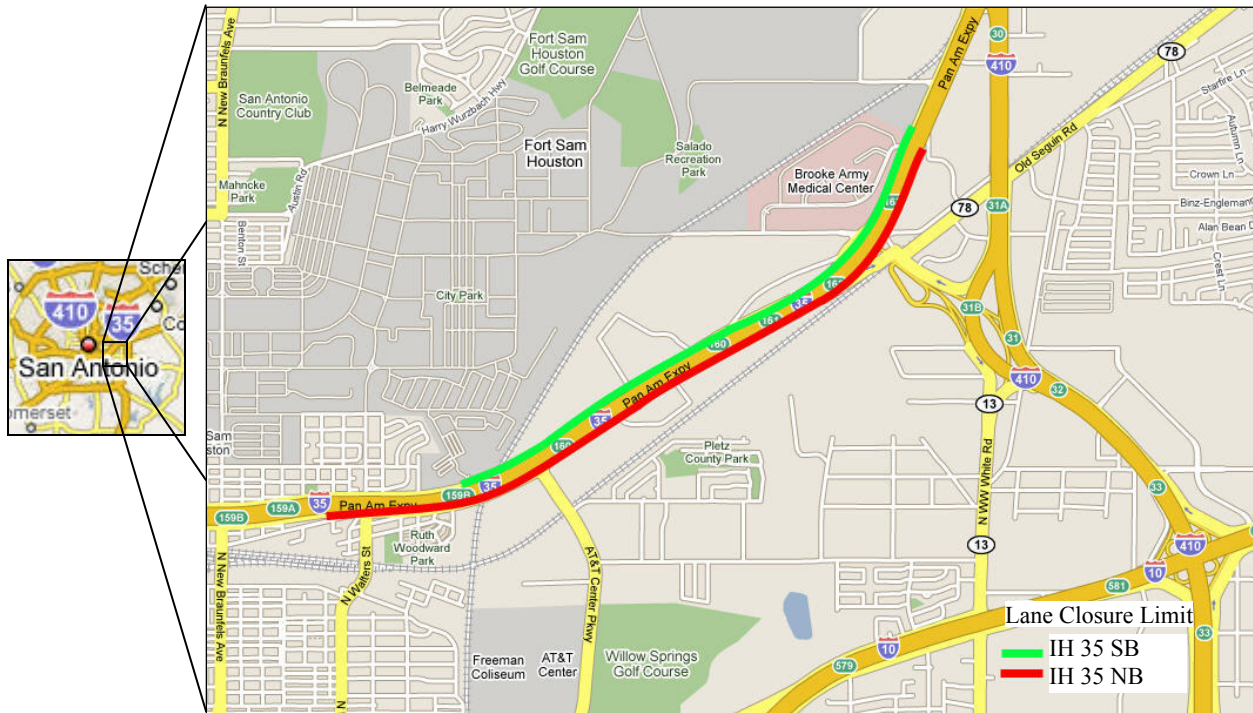 N New Braunfels Ave
San Antonio
Country Club
Mahncke
Park
Benton St
Austin Rd
Belmeade
Park
Harry Wurzbach Hwy
Fort Sam
Houston
Golf Course
Fort Sam
Houston
Salado
Recreation
Park
Brooke Army
Medical Center
Pan Am Expy
30
410
78
78
Old Seguin Rd
Starfire Ln
Autumn Ln
Crown Ln
Binz-Engleman
Alan Bean D
Crest Ln
31A
31B
31
410
32
City Park
161
160
35
Pan Am Expy
35
160
410
35
San Antonio
omerset
Sche
Co
Sam
ston
159B
159A
35
Pan Am Expy
159B
35
Ruth
Woodward
Park
N Walters St
N New Braunfels Ave
Pletz
County Park
AT&T Center Pkwy
13
N WW White Rd
13
33
410
10
581
33
10
579
Freeman
Coliseum
AT&T
Center
Willow Springs
Golf Course
Lane Closure Limit
IH 35 SB
IH 35 NB